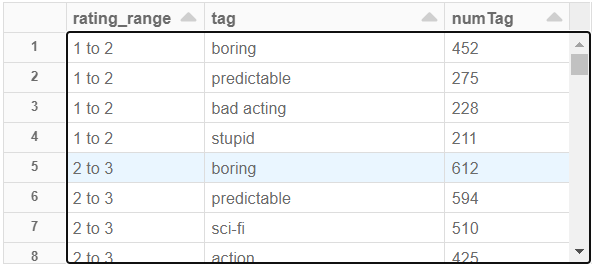 rating_range tag numTag
1 1 to 2 boring 452
2 1 to 2 predictable 275
3 1 to 2 bad acting 228
4 1 to 2 stupid 211
5 2 to 3 boring 612
6 2 to 3 predictable 594
7 2 to 3 sci-fi 510
8 2 to 3 action 425